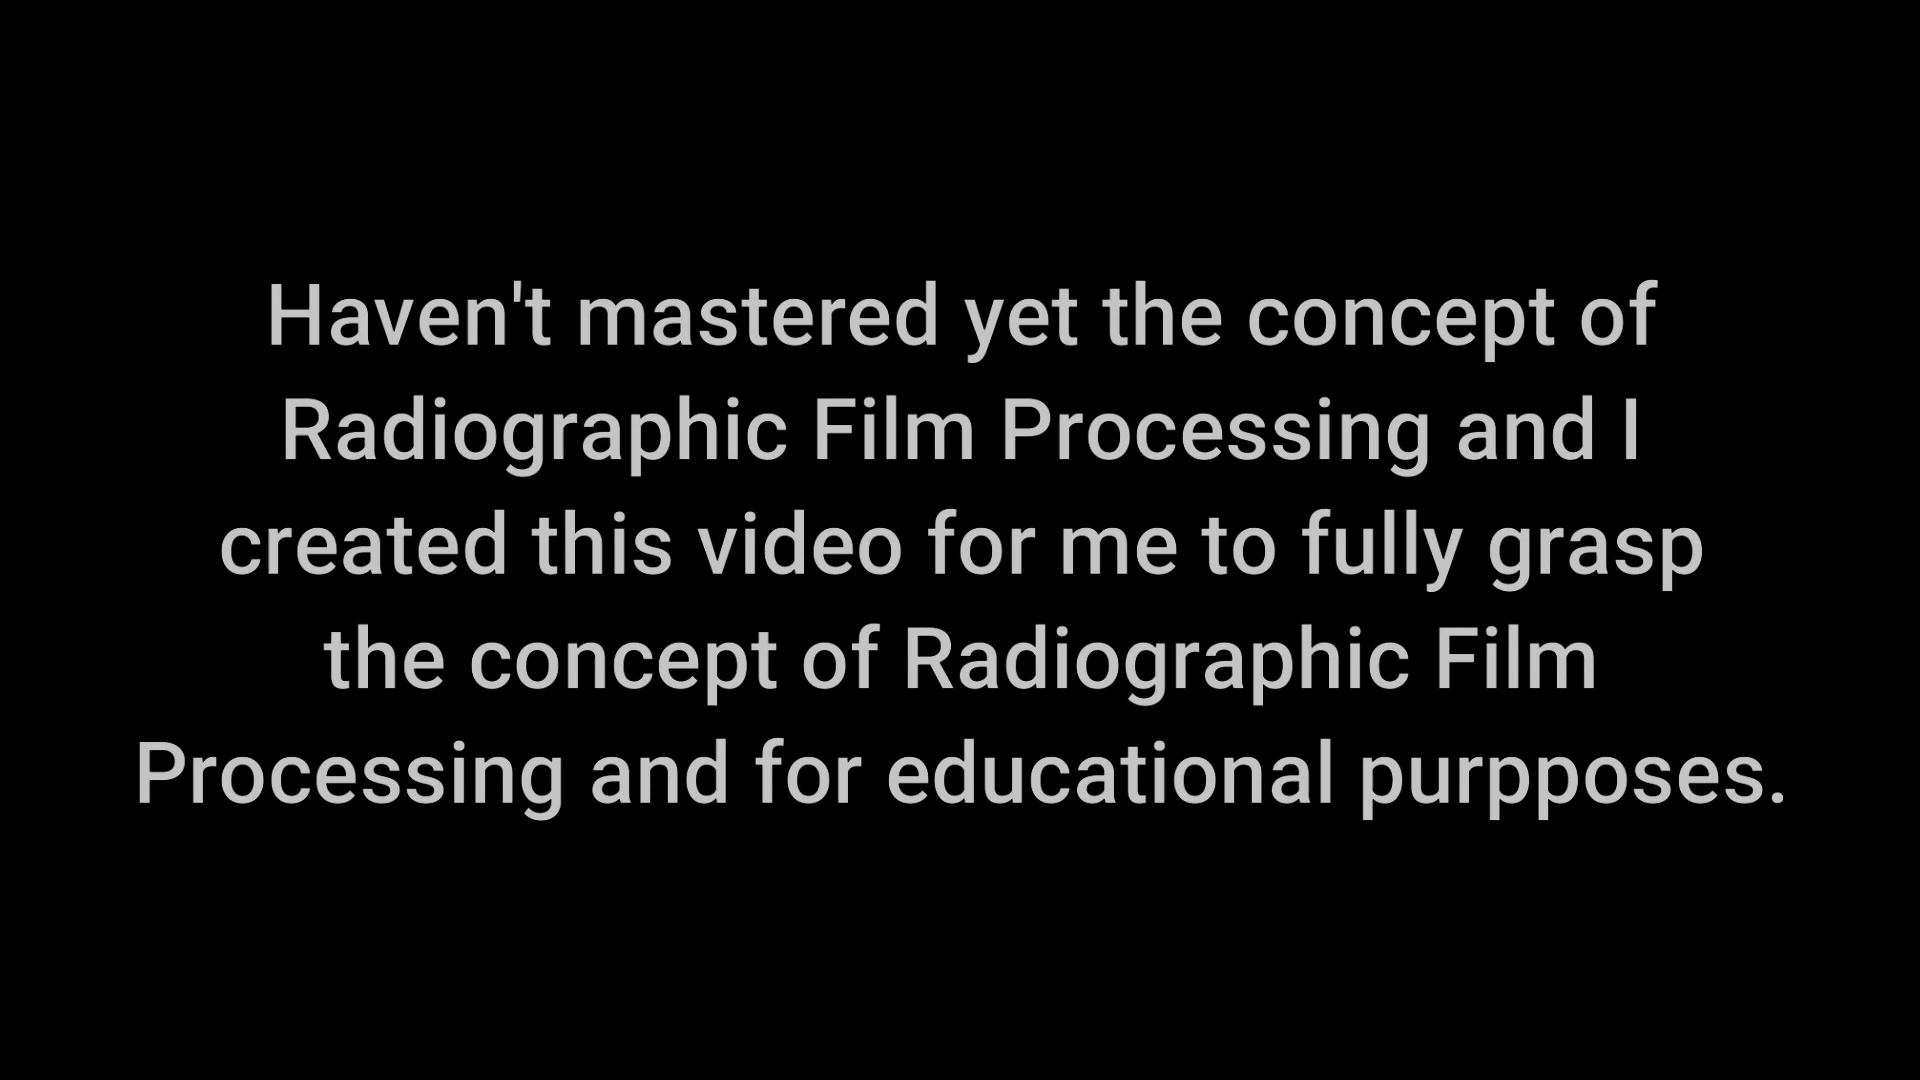 Haven't mastered yet the concept of
Radiographic Film Processing and I
created this video for me to fully grasp
the concept of Radiographic Film
Processing and for educational purpposes.